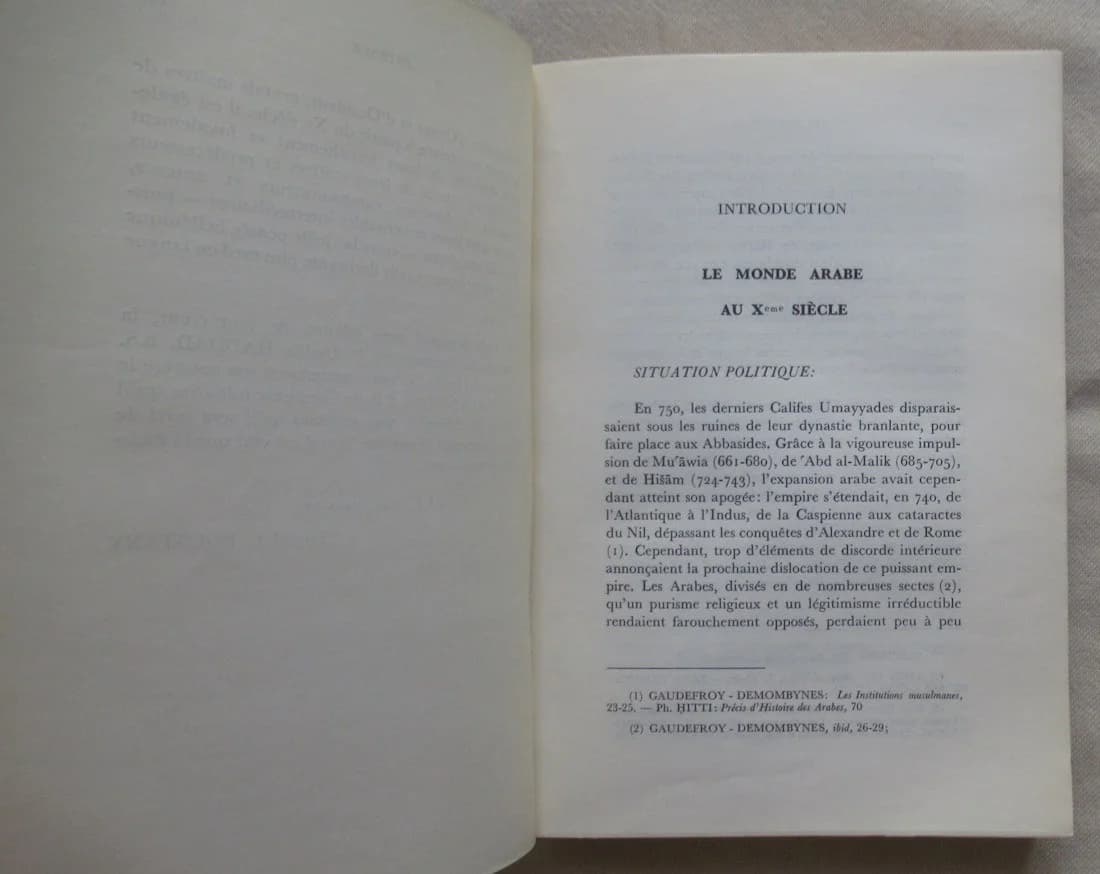 INTRODUCTION
LE MONDE ARABE
AU Xeme SIÈCLE
SITUATION POLITIQUE:
En 750, les derniers Califes Umayyades disparais-
saient sous les ruines de leur dynastie branlante, pour
faire place aux Abbasides. Grâce à la vigoureuse impul-
sion de Mu'āwia (661-680), de 'Abd al-Malik (685-705),
et de Hišām (724-743), l'expansion arabe avait cepen-
dant atteint son apogée: l'empire s'étendait, en 740, de
l'Atlantique à l'Indus, de la Caspienne aux cataractes
du Nil, dépassant les conquêtes d'Alexandre et de Rome
(1). Cependant, trop d'éléments de discorde intérieure
annonçaient la prochaine dislocation de ce puissant em-
pire. Les Arabes, divisés en de nombreuses sectes (2),
qu'un purisme religieux et un légitimisme irréductible
rendaient farouchement opposés, perdaient peu à peu
(1) GAUDEFROY - DEMOMBYNES: Les Institutions musulmanes,
23-25. — Ph. ḤITTI: Précis d'Histoire des Arabes, 70
(2) GAUDEFROY - DEMOMBYNES, ibid, 26-29;